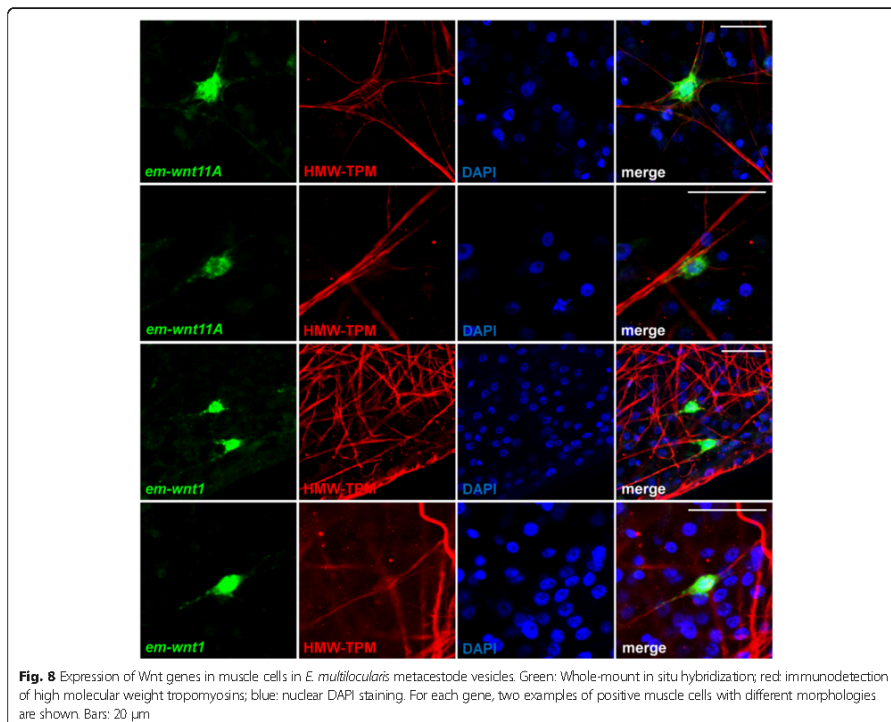 em-wnt11A HMW-TPM DAPI merge
em-wnt11A HMW-TPM DAPI merge
em-wnt1 HMW-TPM DAPI merge
em-wnt1 HMW-TPM DAPI merge
Fig. 8 Expression of Wnt genes in muscle cells in E. multilocularis metacestode vesicles. Green: Whole-mount in situ hybridization; red: immunodetection
of high molecular weight tropomyosins; blue: nuclear DAPI staining. For each gene, two examples of positive muscle cells with different morphologies
are shown. Bars: 20 μm